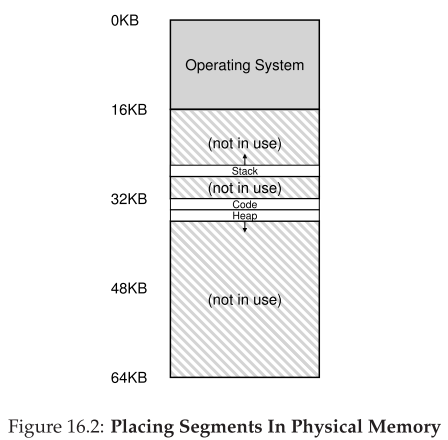 0KB
Operating System
16KB
(not in use)
Stack
(not in use)
32KB
Code
Heap
48KB
(not in use)
64KB
Figure 16.2: Placing Segments In Physical Memory